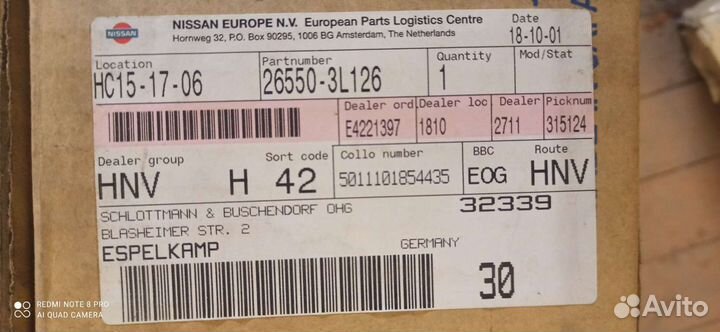 NISSAN EUROPE N.V. European Parts Logistics Centre
Hornweg 32, P.O. Box 90295, 1006 BG Amsterdam, The Netherlands
NISSAN
Date
18-10-01
Location
HC15-17-06
Partnumber
26550-3L126
Quantity
1
Mod/Stat
Dealer ord
E4221397
Dealer loc
1810
Dealer
2711
Picknum
315124
Dealer group
HNV H
Sort code
42
Collo number
5011101854435
BBC
EOG
Route
HNV
SCHLOTTMANN & BUSCHENDORF OHG
32339
BLASHEIMER STR. 2
ESPELKAMP
GERMANY
30
REDMI NOTE 8 PRO
AI QUAD CAMERA
Avito